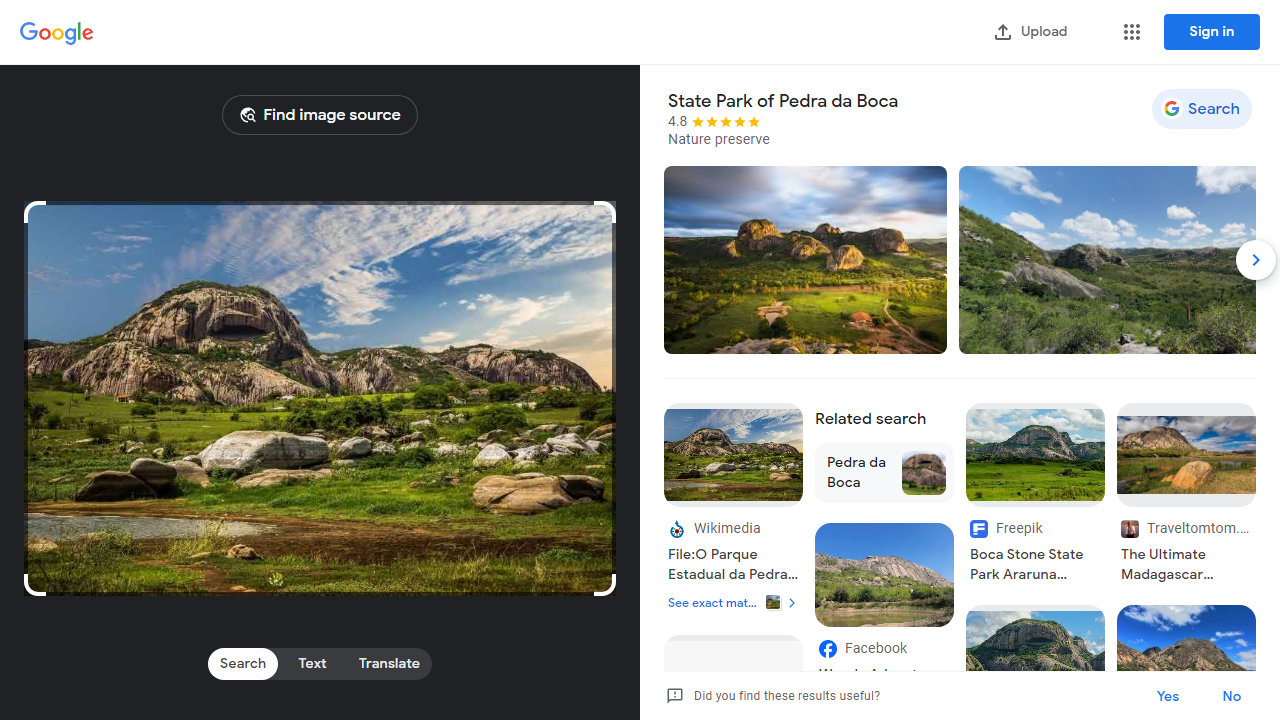 Google
Upload
Sign in
Find image source
State Park of Pedra da Boca
4.8
Nature preserve
Search
Related search
Pedra da
Boca
Wikimedia
File:O Parque
Estadual da Pedra...
See exact mat...
Facebook
Freepik
Boca Stone State
Park Araruna...
Traveltomtom....
The Ultimate
Madagascar...
Search
Text
Translate
Did you find these results useful?
Yes
No